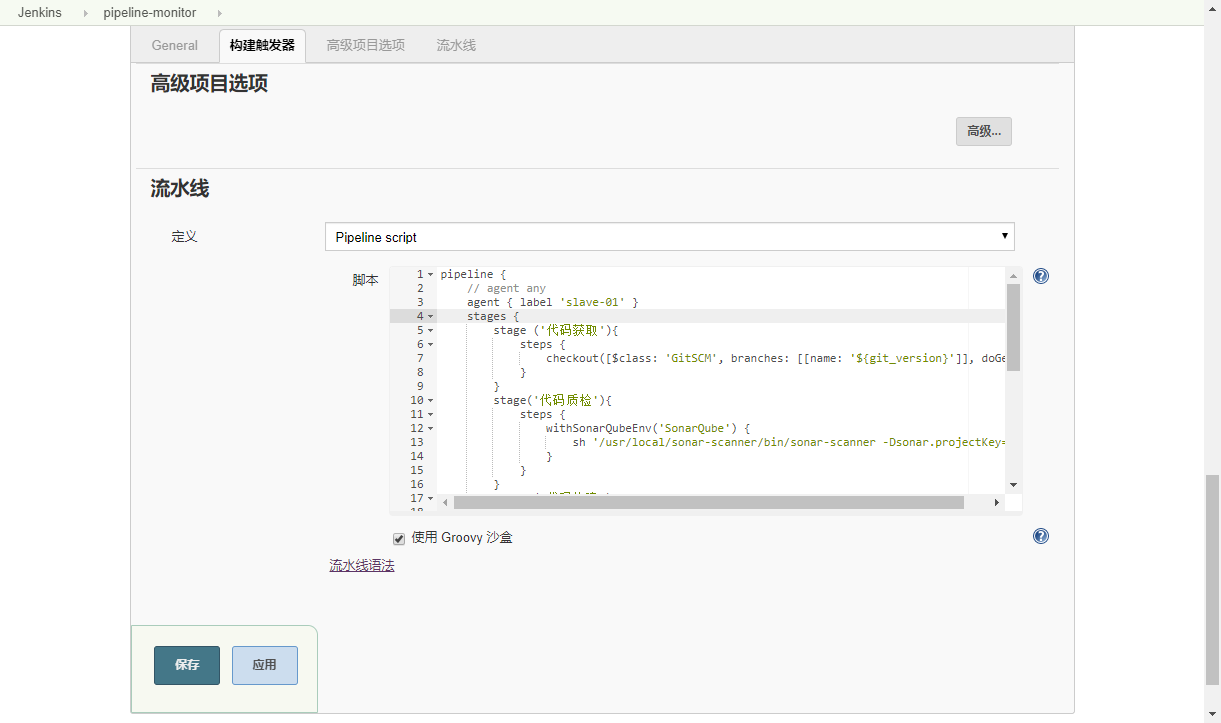 Jenkins pipeline-monitor
General 构建触发器 高级项目选项 流水线
高级项目选项
高级...
流水线
定义 Pipeline script
脚本
1 pipeline {
2 // agent any
3 agent { label 'slave-01' }
4 stages {
5 stage ('代码获取'){
6 steps {
7 checkout([$class: 'GitSCM', branches: [[name: '${git_version}']], doGe
8 }
9 }
10 stage('代码质检'){
11 steps {
12 withSonarQubeEnv('SonarQube') {
13 sh '/usr/local/sonar-scanner/bin/sonar-scanner -Dsonar.projectKey=
14 }
15 }
16 }
17
使用 Groovy 沙盒
流水线语法
保存 应用